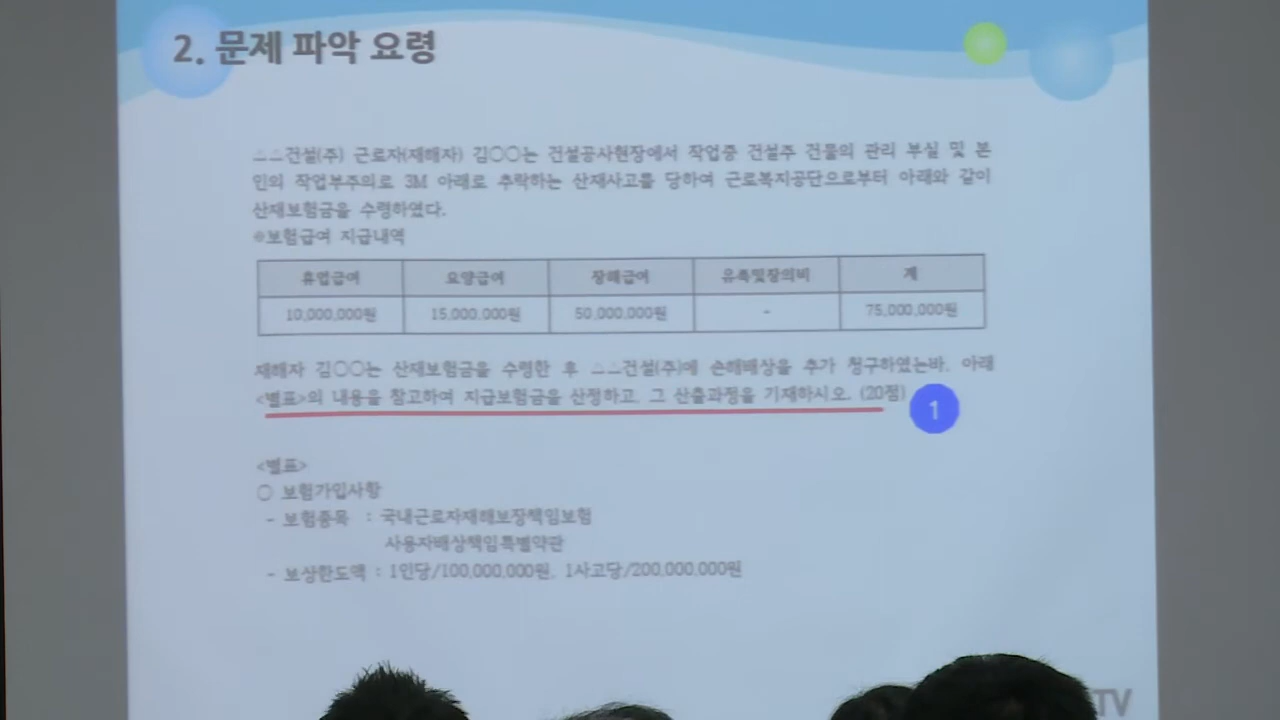 2. 문제 파악 요령
ㅿㅿ건설(주) 근로자(재해자) 김○○는 건설공사현장에서 작업중 건설주 건물의 관리 부실 및 본
인의 작업부주의로 3M 아래로 추락하는 산재사고를 당하여 근로복지공단으로부터 아래와 같이
산재보험금을 수령하였다.
※보험급여 지급내역
휴업급여 요양급여 장해급여 유족및장의비 계
10,000,000원 15,000,000원 50,000,000원 - 75,000,000원
재해자 김○○는 산재보험금을 수령한 후 ㅿㅿ건설(주)에 손해배상을 추가 청구하였는바, 아래
<별표>의 내용을 참고하여 지급보험금을 산정하고, 그 산출과정을 기재하시오. (20점)
1
<별표>
○ 보험가입사항
- 보험종목 : 국내근로자재해보장책임보험
사용자배상책임특별약관
- 보상한도액 : 1인당/100,000,000원, 1사고당/200,000,000원
TV